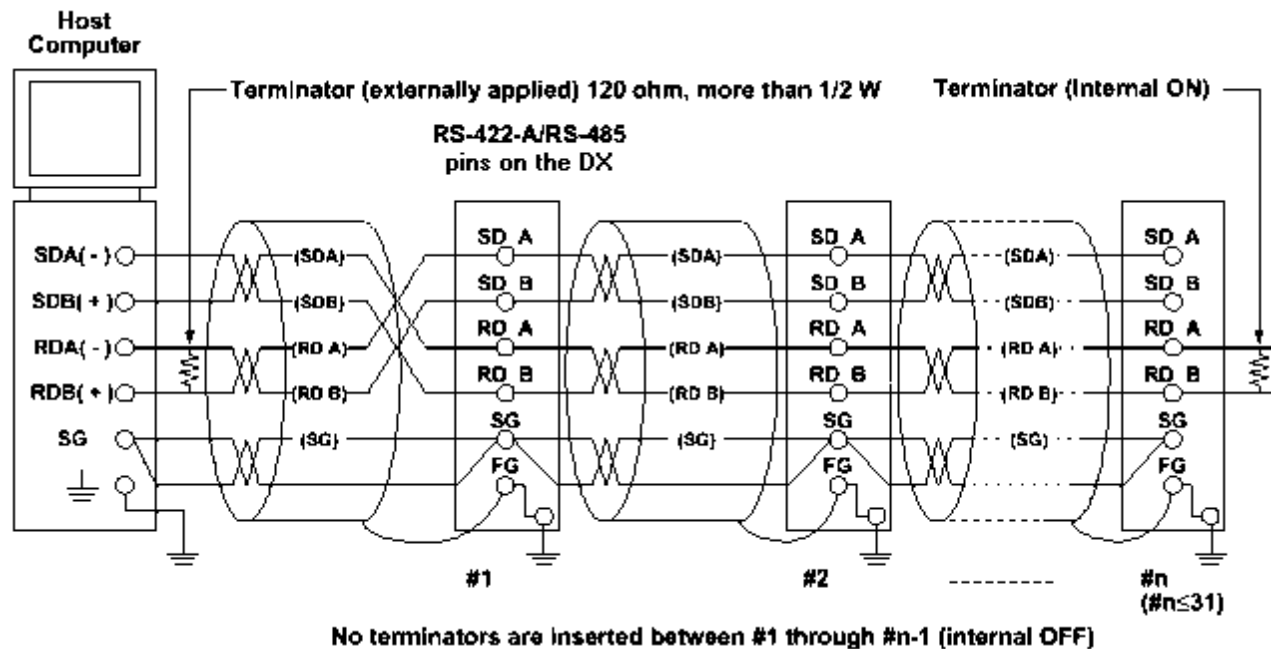 Host
Computer
Terminator (externally applied) 120 ohm, more than 1/2 W
Terminator (Internal ON)
RS-422-A/RS-485
pins on the DX
SDA( - )
SDB( + )
RDA( - )
RDB( + )
SG
(SDA)
(SDB)
(RD A)
(RD B)
(SG)
SD A
SD B
RD A
RD B
SG
FG
(SDA)
(SDB)
(RD A)
(RD B)
(SG)
SD A
SD B
RD A
RD B
SG
FG
(SDA)
(SDB)
(RD A)
(RD B)
(SG)
SD A
SD B
RD A
RD B
SG
FG
#1
#2
#n
(#n≤31)
No terminators are inserted between #1 through #n-1 (internal OFF)